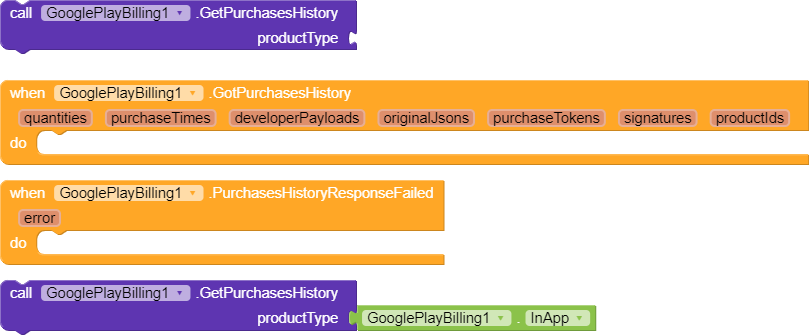 call GooglePlayBilling1 .GetPurchasesHistory
productType
when GooglePlayBilling1 .GotPurchasesHistory
quantities purchaseTimes developerPayloads originalJsons purchaseTokens signatures productIds
do
when GooglePlayBilling1 .PurchasesHistoryResponseFailed
error
do
call GooglePlayBilling1 .GetPurchasesHistory
productType GooglePlayBilling1 . InApp